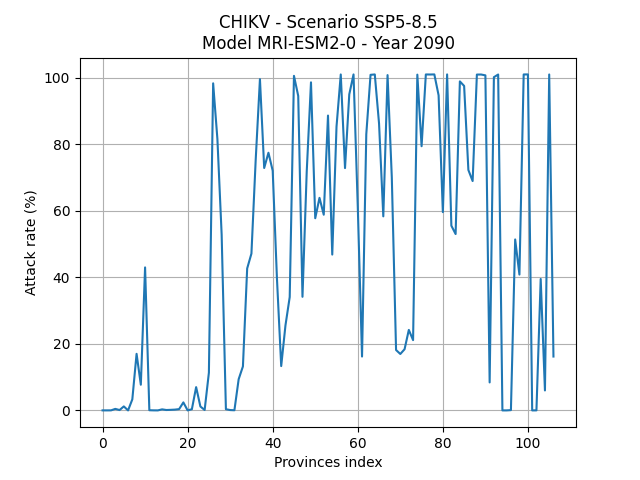 CHIKV - Scenario SSP5-8.5
Model MRI-ESM2-0 - Year 2090
Attack rate (%)
100
80
60
40
20
0
0 20 40 60 80 100
Provinces index